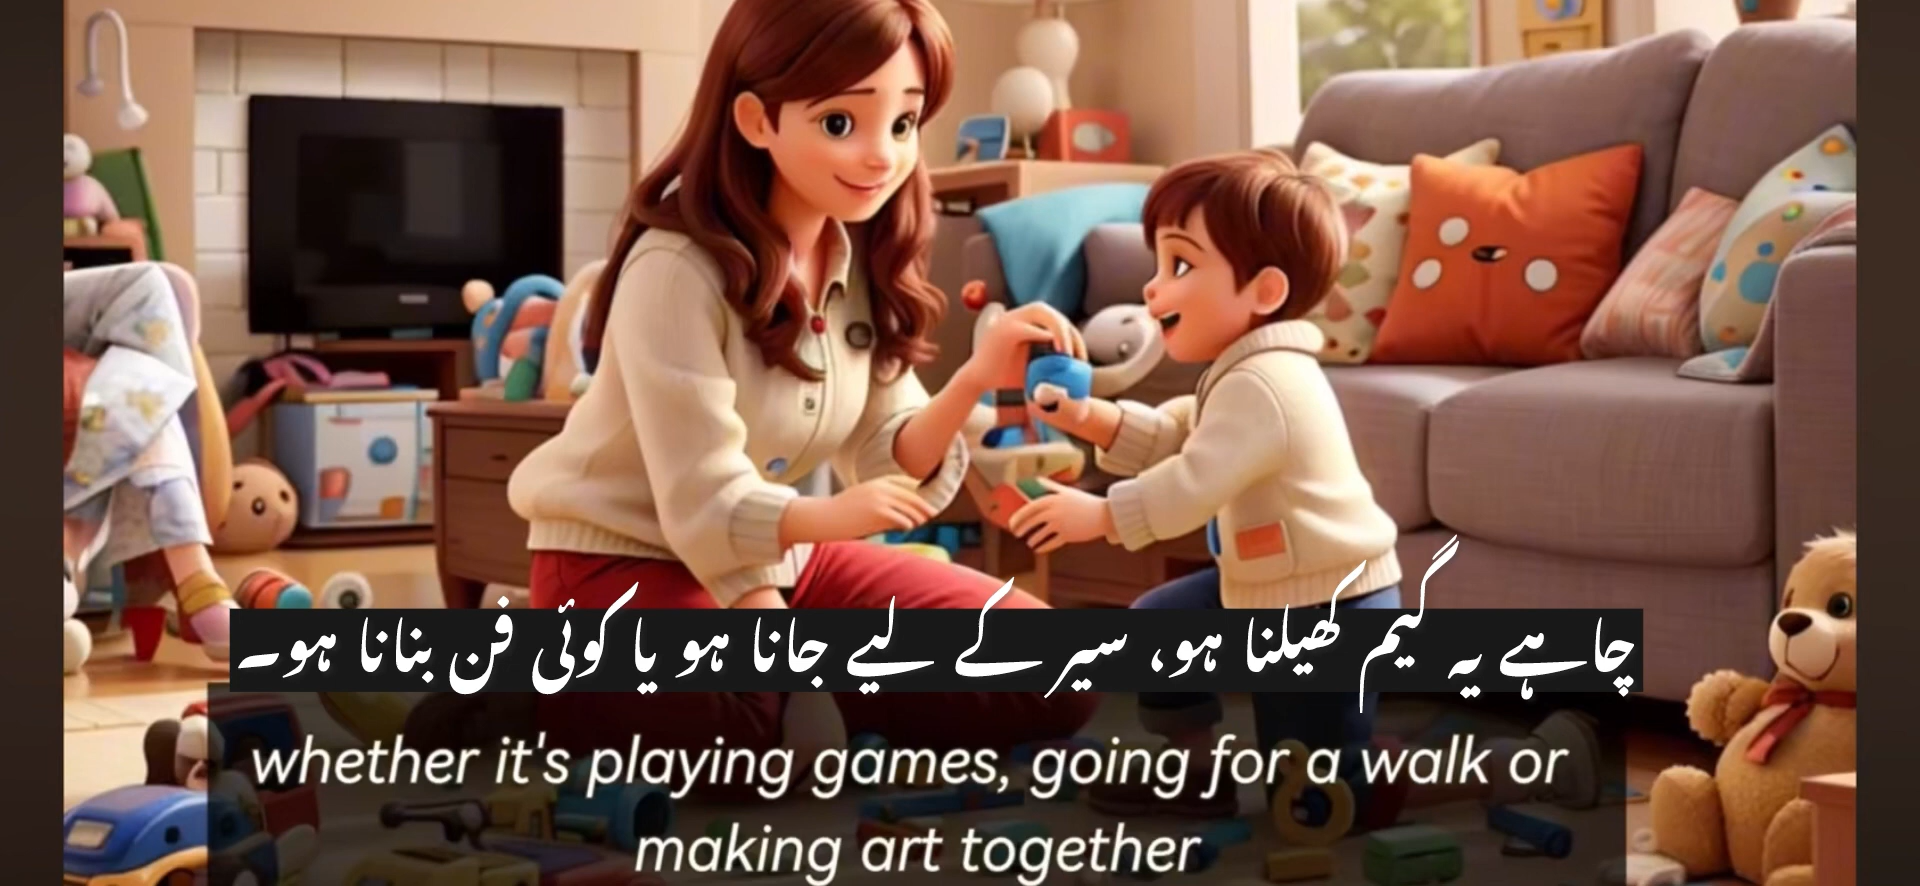 چاہے یہ گیم کھیلنا ہو، سیر کے لیے جانا ہو یا کوئی فن بنانا ہو۔
whether it's playing games, going for a walk or
making art together